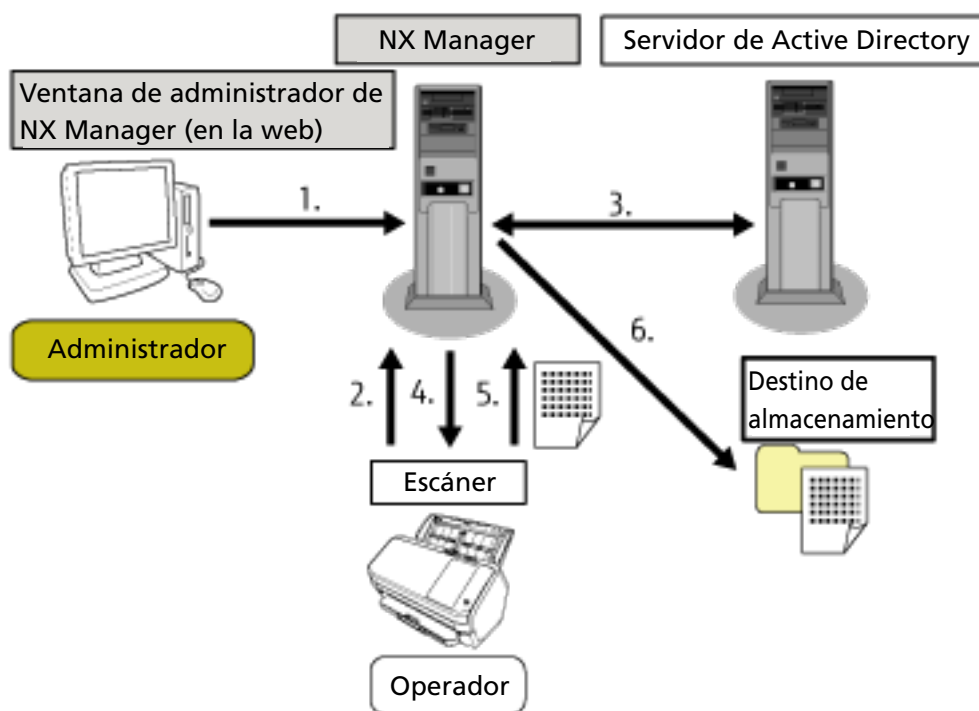 NX Manager
Servidor de Active Directory
Ventana de administrador de
NX Manager (en la web)
1.
3.
Administrador
6.
2.
4.
5.
Destino de
almacenamiento
Escáner
Operador